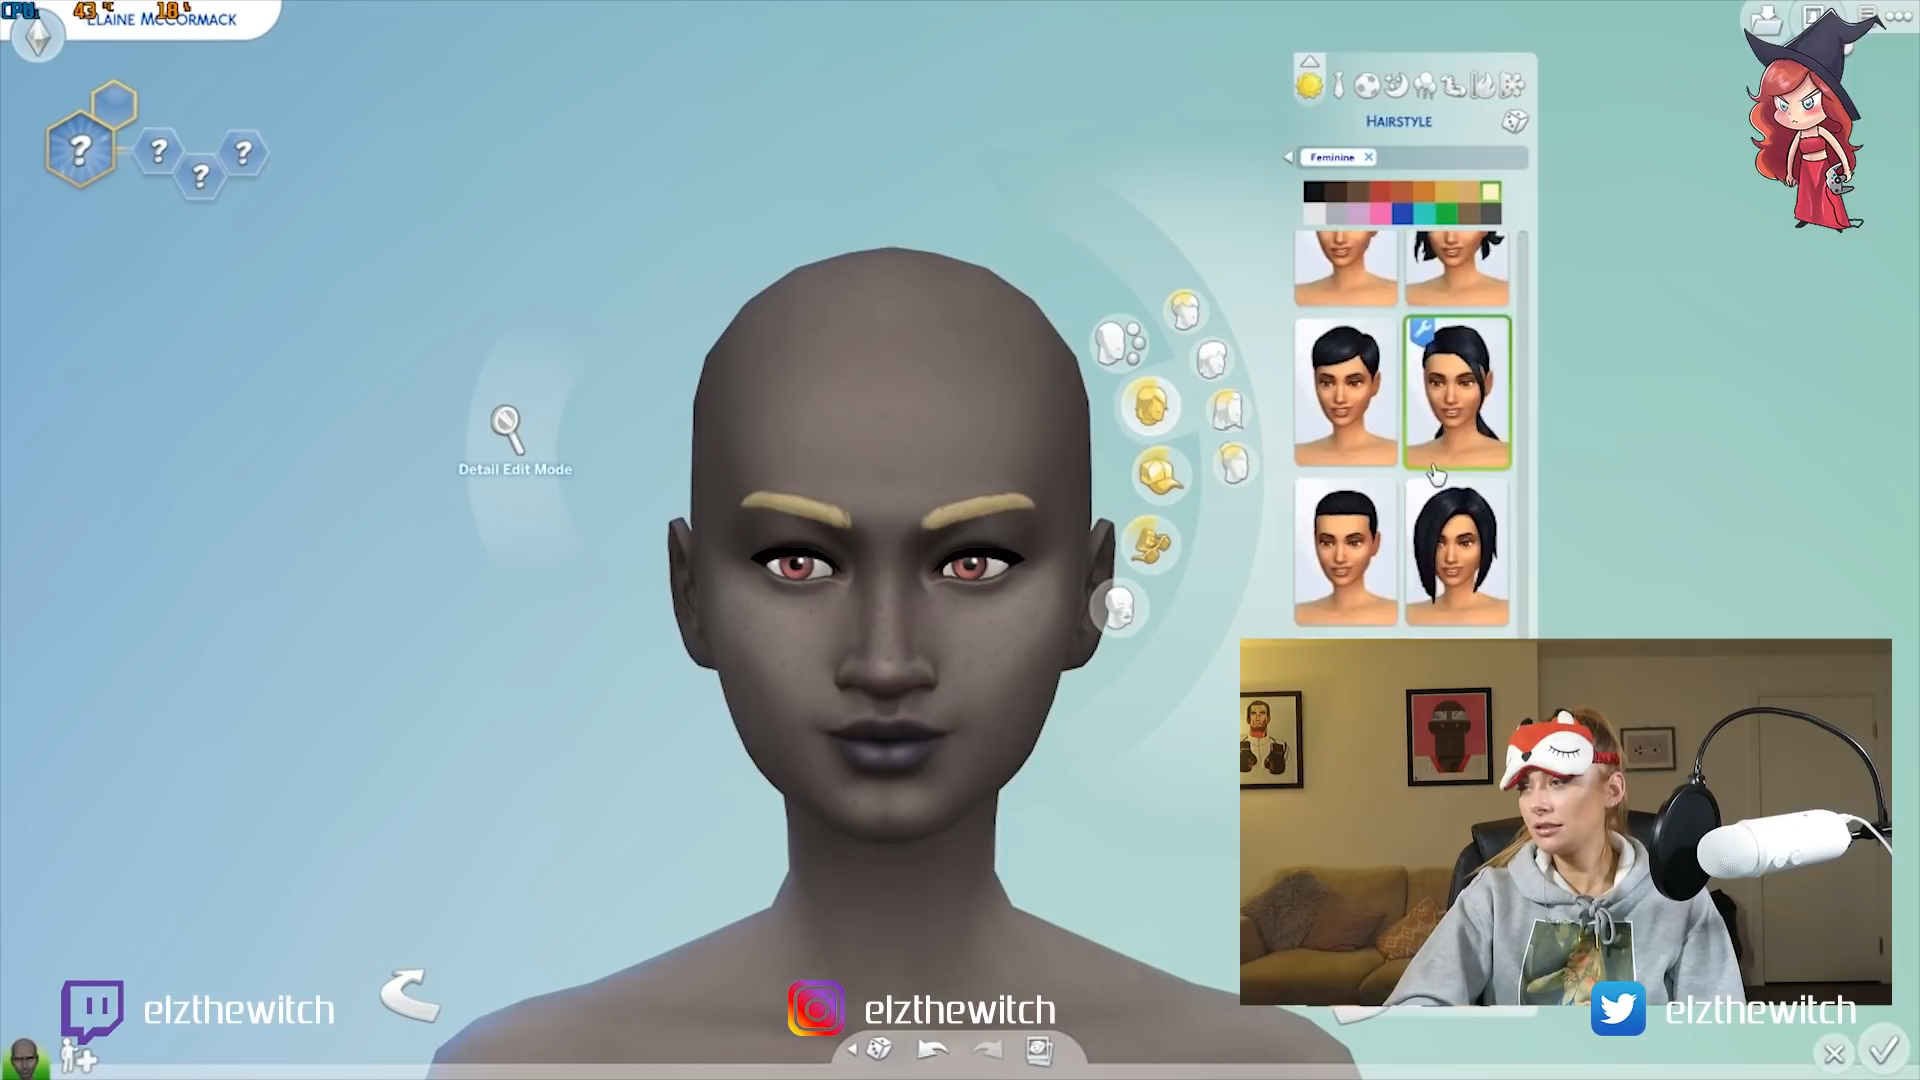 CPU 43 °C 18 %
ELAINE MCCORMACK
?
? ? ?
HAIRSTYLE
Feminine
Detail Edit Mode
elzthewitch
elzthewitch
elzthewitch